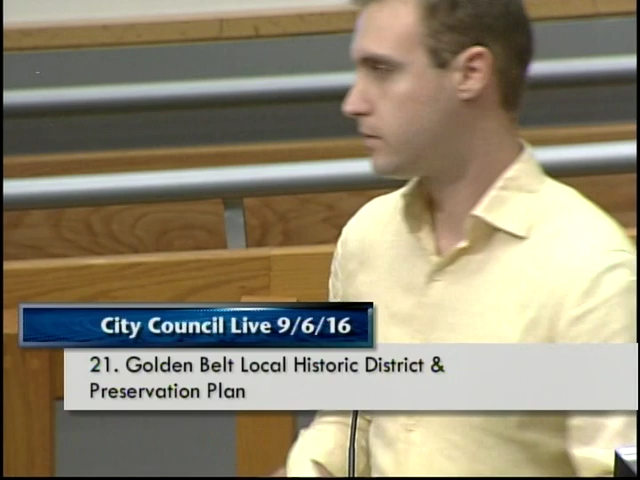 City Council Live 9/6/16
21. Golden Belt Local Historic District &
Preservation Plan